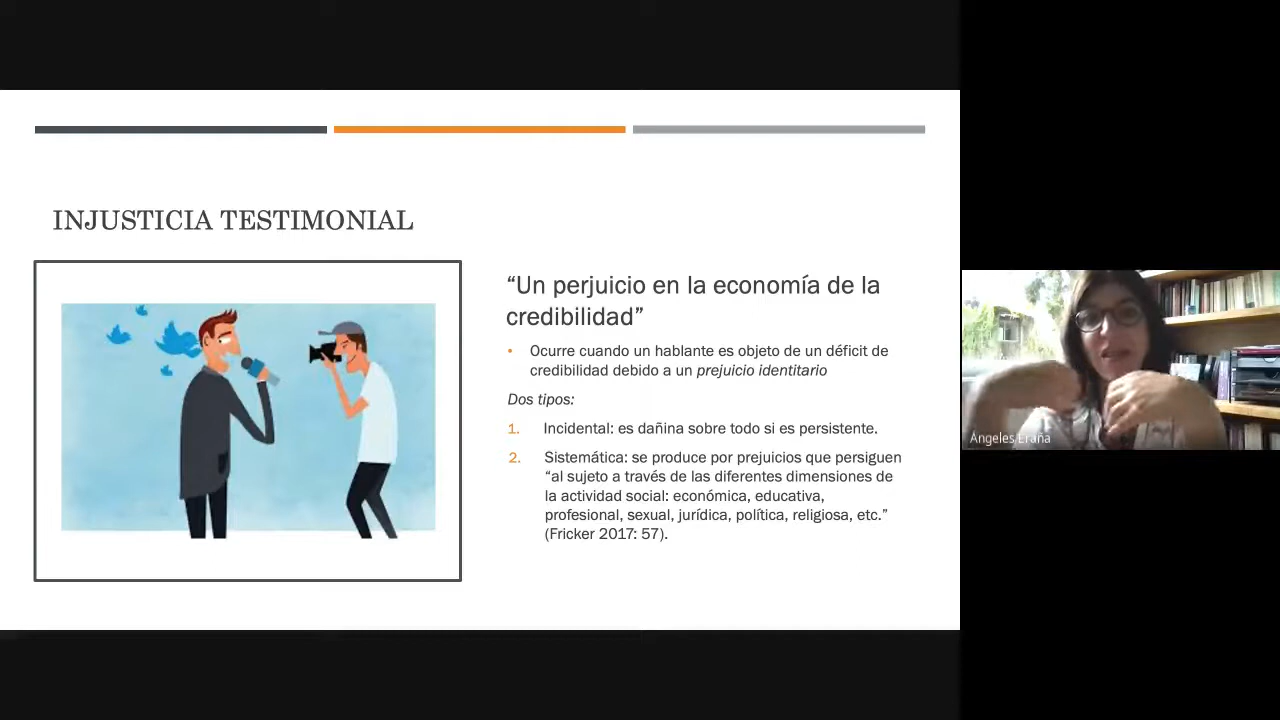 INJUSTICIA TESTIMONIAL
“Un perjuicio en la economía de la
credibilidad”
• Ocurre cuando un hablante es objeto de un déficit de
credibilidad debido a un prejuicio identitario
Dos tipos:
1. Incidental: es dañina sobre todo si es persistente.
2. Sistemática: se produce por prejuicios que persiguen
“al sujeto a través de las diferentes dimensiones de
la actividad social: económica, educativa,
profesional, sexual, jurídica, política, religiosa, etc.”
(Fricker 2017: 57).
Angeles Eraña